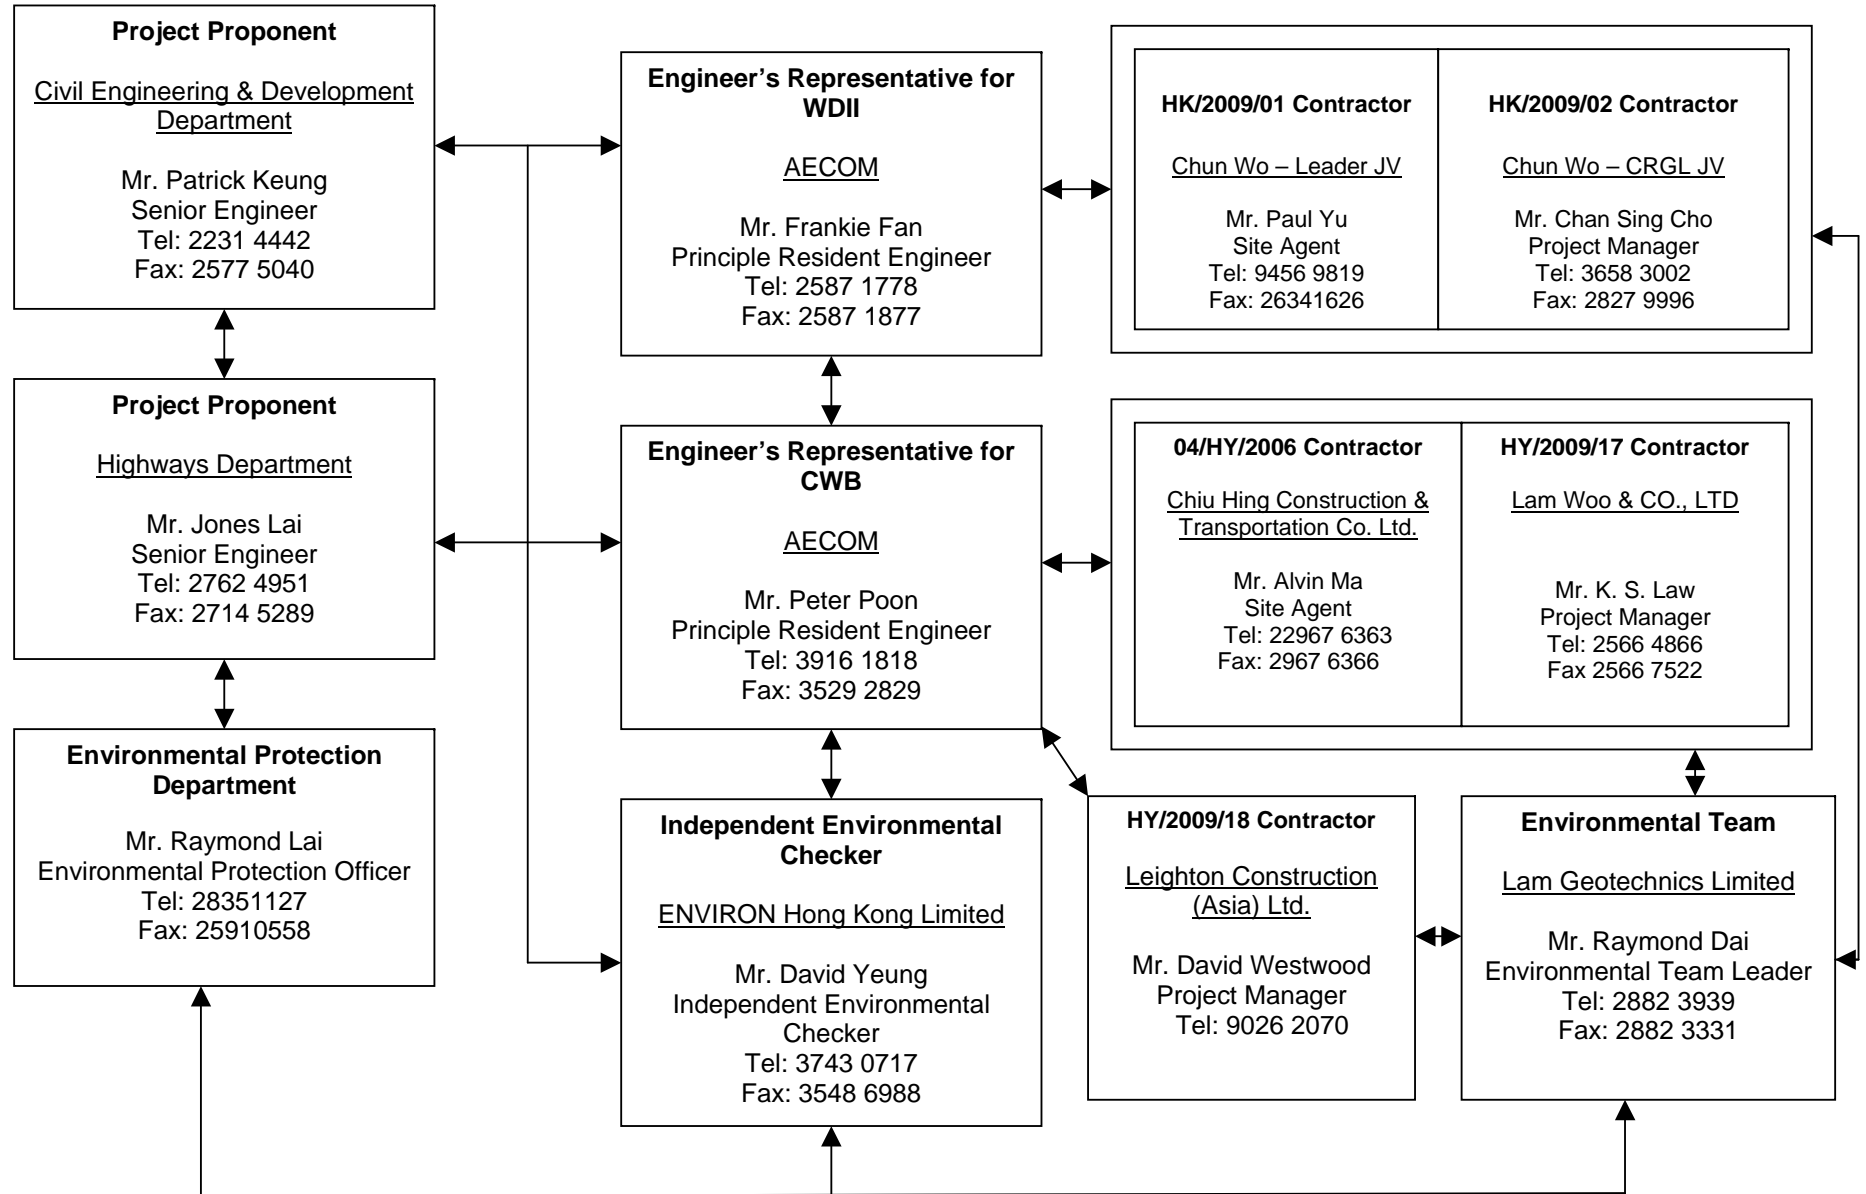 Project Proponent
Civil Engineering & Development
Department
Mr. Patrick Keung
Senior Engineer
Tel: 2231 4442
Fax: 2577 5040
Project Proponent
Highways Department
Mr. Jones Lai
Senior Engineer
Tel: 2762 4951
Fax: 2714 5289
Environmental Protection
Department
Mr. Raymond Lai
Environmental Protection Officer
Tel: 28351127
Fax: 25910558
Engineer’s Representative for
WDII
AECOM
Mr. Frankie Fan
Principle Resident Engineer
Tel: 2587 1778
Fax: 2587 1877
Engineer’s Representative for
CWB
AECOM
Mr. Peter Poon
Principle Resident Engineer
Tel: 3916 1818
Fax: 3529 2829
Independent Environmental
Checker
ENVIRON Hong Kong Limited
Mr. David Yeung
Independent Environmental
Checker
Tel: 3743 0717
Fax: 3548 6988
HK/2009/01 Contractor
Chun Wo – Leader JV
Mr. Paul Yu
Site Agent
Tel: 9456 9819
Fax: 26341626
HK/2009/02 Contractor
Chun Wo – CRGL JV
Mr. Chan Sing Cho
Project Manager
Tel: 3658 3002
Fax: 2827 9996
04/HY/2006 Contractor
Chiu Hing Construction &
Transportation Co. Ltd.
Mr. Alvin Ma
Site Agent
Tel: 22967 6363
Fax: 2967 6366
HY/2009/17 Contractor
Lam Woo & CO., LTD
Mr. K. S. Law
Project Manager
Tel: 2566 4866
Fax 2566 7522
HY/2009/18 Contractor
Leighton Construction
(Asia) Ltd.
Mr. David Westwood
Project Manager
Tel: 9026 2070
Environmental Team
Lam Geotechnics Limited
Mr. Raymond Dai
Environmental Team Leader
Tel: 2882 3939
Fax: 2882 3331